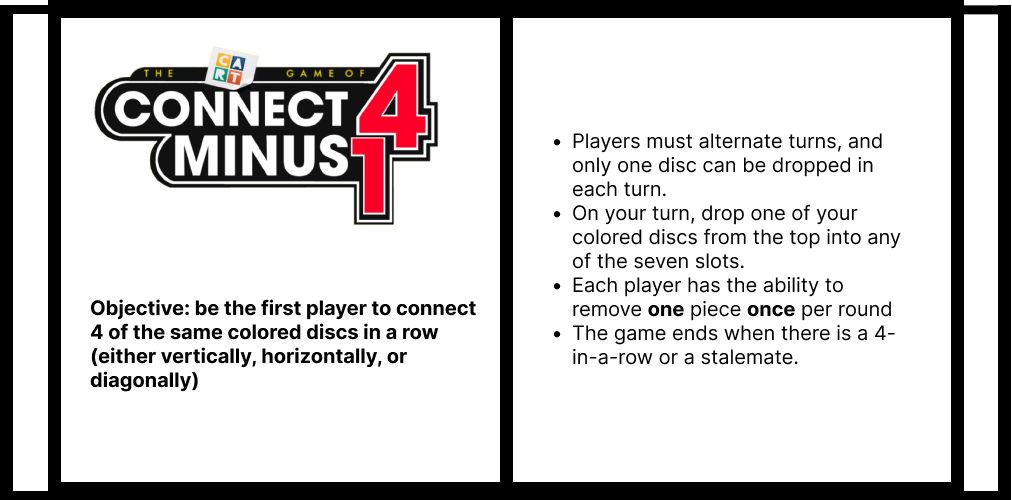 THE CART GAME OF
CONNECT 4
MINUS 1
Objective: be the first player to connect
4 of the same colored discs in a row
(either vertically, horizontally, or
diagonally)
• Players must alternate turns, and
only one disc can be dropped in
each turn.
• On your turn, drop one of your
colored discs from the top into any
of the seven slots.
• Each player has the ability to
remove one piece once per round
• The game ends when there is a 4-
in-a-row or a stalemate.